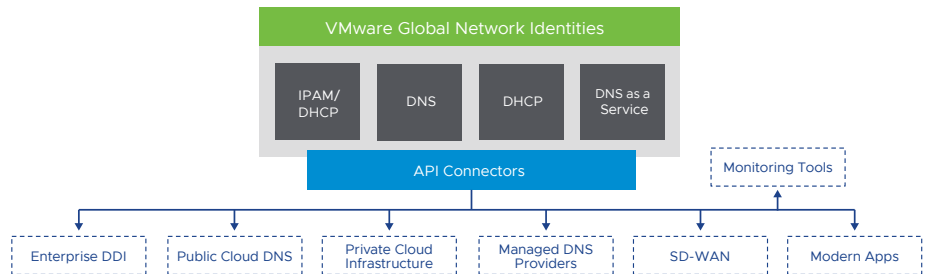 VMware Global Network Identities
IPAM/
DHCP
DNS
DHCP
DNS as a
Service
API Connectors
Monitoring Tools
Enterprise DDI
Public Cloud DNS
Private Cloud
Infrastructure
Managed DNS
Providers
SD-WAN
Modern Apps